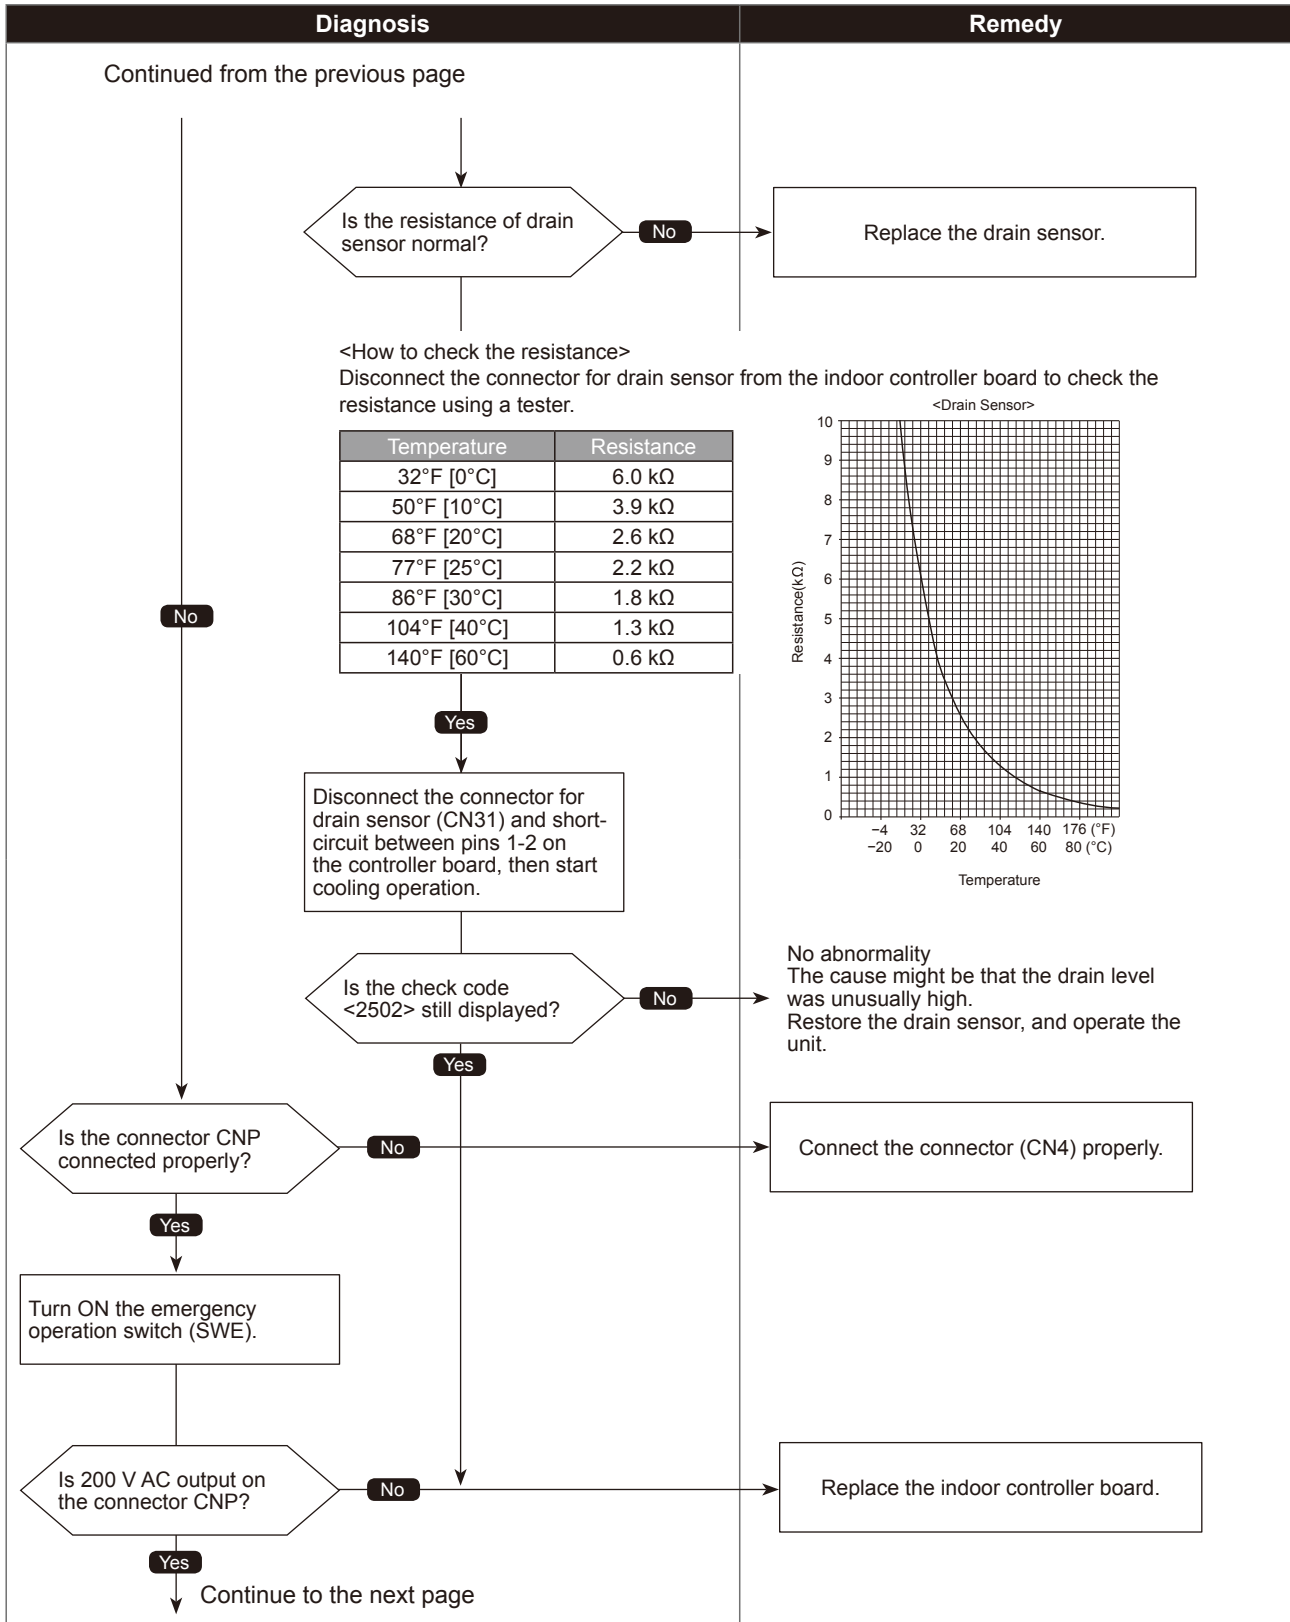 Diagnosis
Remedy
Continued from the previous page
Is the resistance of drain
sensor normal?
No
Replace the drain sensor.
<How to check the resistance>
Disconnect the connector for drain sensor from the indoor controller board to check the
resistance using a tester.
Temperature Resistance
32°F [0°C] 6.0 kΩ
50°F [10°C] 3.9 kΩ
68°F [20°C] 2.6 kΩ
77°F [25°C] 2.2 kΩ
86°F [30°C] 1.8 kΩ
104°F [40°C] 1.3 kΩ
140°F [60°C] 0.6 kΩ
<Drain Sensor>
Resistance(kΩ)
10
9
8
7
6
5
4
3
2
1
0
−4 32 68 104 140 176 (°F)
−20 0 20 40 60 80 (°C)
Temperature
No
Yes
Disconnect the connector for
drain sensor (CN31) and short-
circuit between pins 1-2 on
the controller board, then start
cooling operation.
Is the check code
<2502> still displayed?
No
No abnormality
The cause might be that the drain level
was unusually high.
Restore the drain sensor, and operate the
unit.
Yes
Is the connector CNP
connected properly?
No
Connect the connector (CN4) properly.
Yes
Turn ON the emergency
operation switch (SWE).
Is 200 V AC output on
the connector CNP?
No
Replace the indoor controller board.
Yes
Continue to the next page